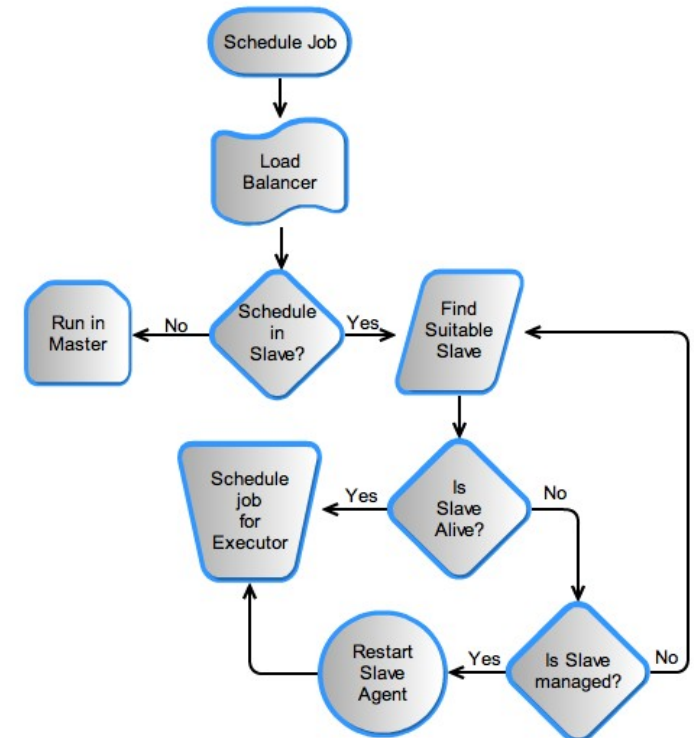 Schedule Job
Load
Balancer
Schedule
in
Slave?
No
Yes
Run in
Master
Find
Suitable
Slave
Is
Slave
Alive?
Yes
No
Schedule
job
for
Executor
Is Slave
managed?
Yes
No
Restart
Slave
Agent